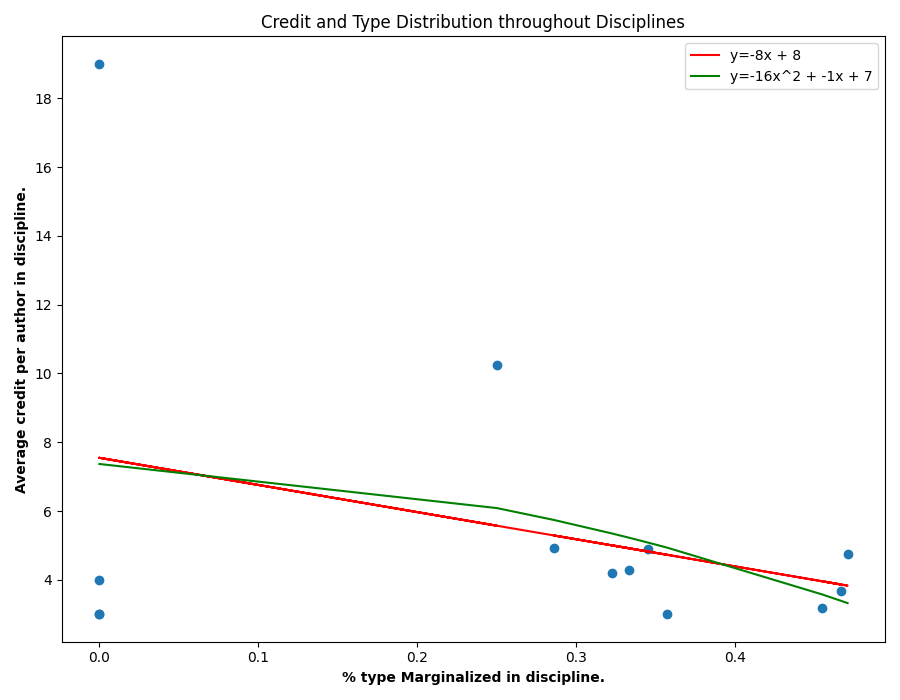 Credit and Type Distribution throughout Disciplines
y=-8x + 8
y=-16x^2 + -1x + 7
Average credit per author in discipline.
18
16
14
12
10
8
6
4
0.0
0.1
0.2
0.3
0.4
% type Marginalized in discipline.